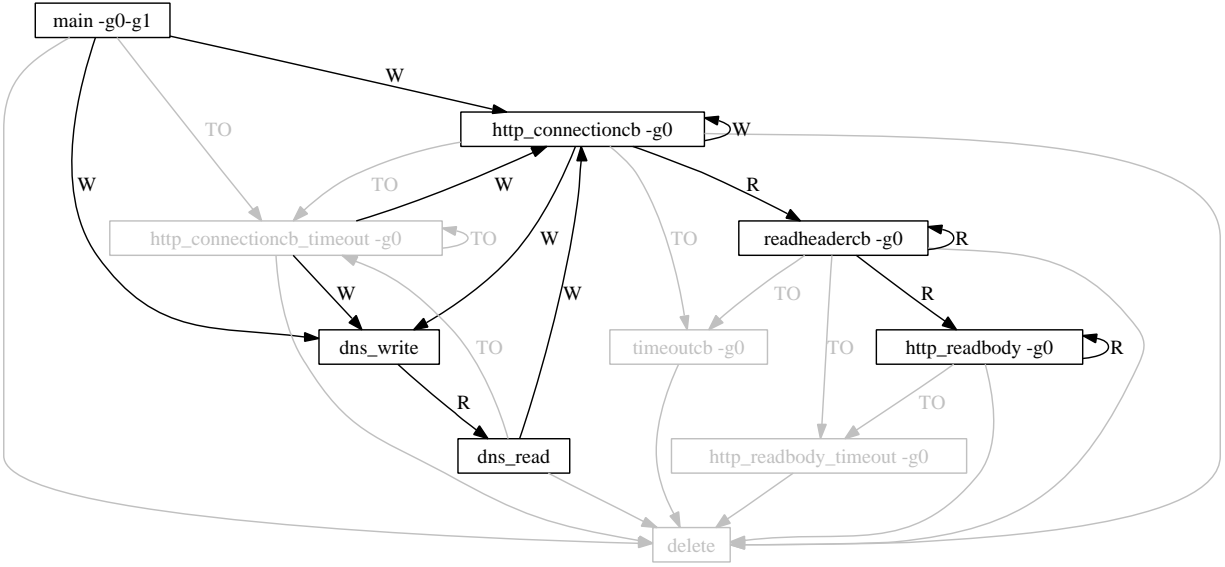 main -g0-g1
W
TO
http_connectioncb -g0
W
W
TO
W
TO
R
http_connectioncb_timeout -g0
TO
W
readheadercb -g0
R
W
W
TO
R
dns_write
TO
timeoutcb -g0
TO
http_readbody -g0
R
R
TO
dns_read
http_readbody_timeout -g0
delete